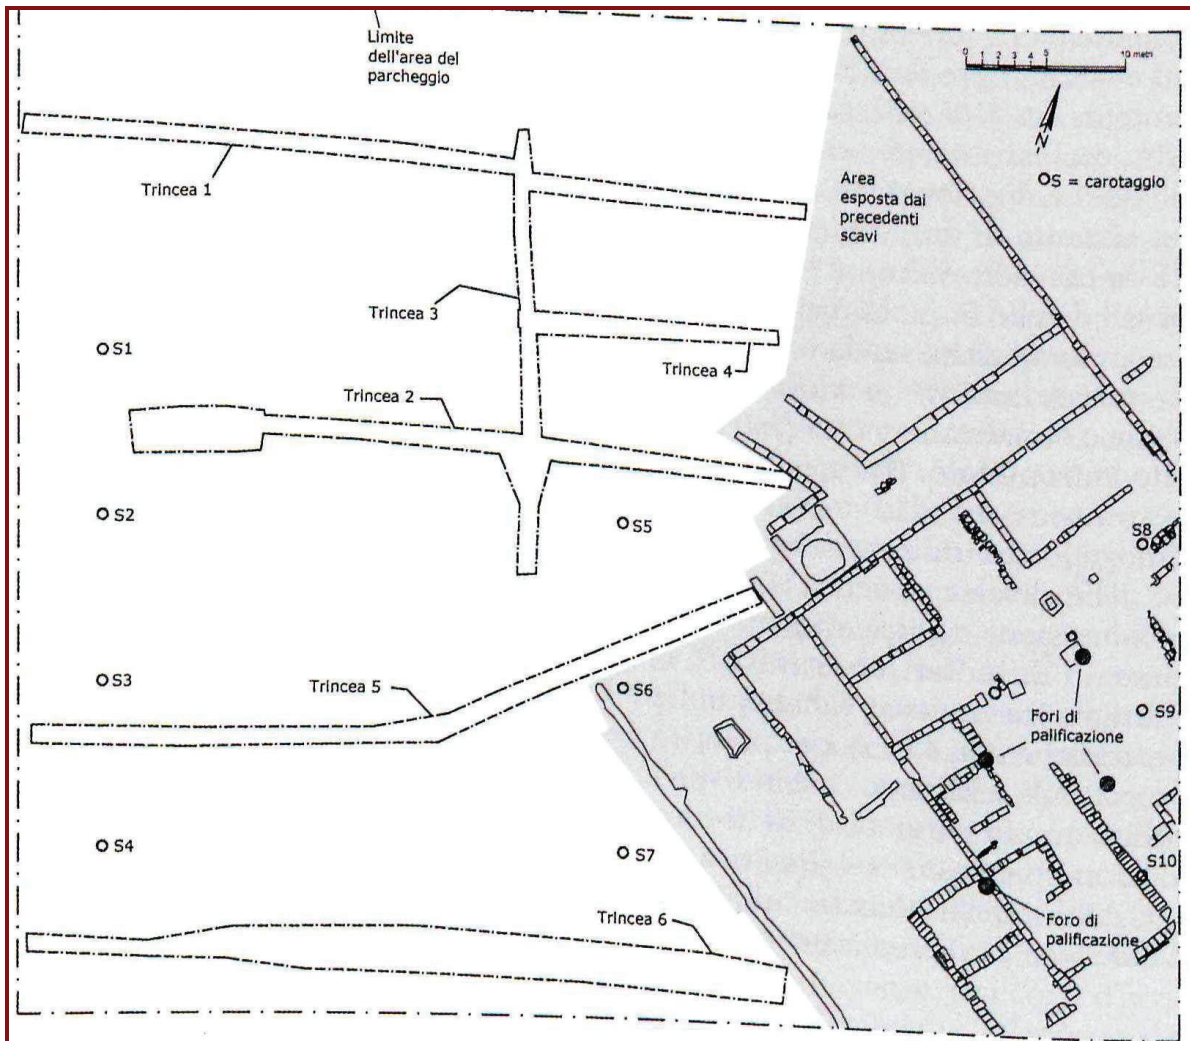 Limite
dell'area del
parcheggio
0 1 2 3 4 5 10 metri
N
S = carotaggio
Trincea 1
Area
esposta dai
precedenti
scavi
Trincea 3
S1
Trincea 4
Trincea 2
S2
S5
S8
S3
Trincea 5
S6
S9
Fori di
palificazione
S4
S7
S10
Trincea 6
Foro di
palificazione